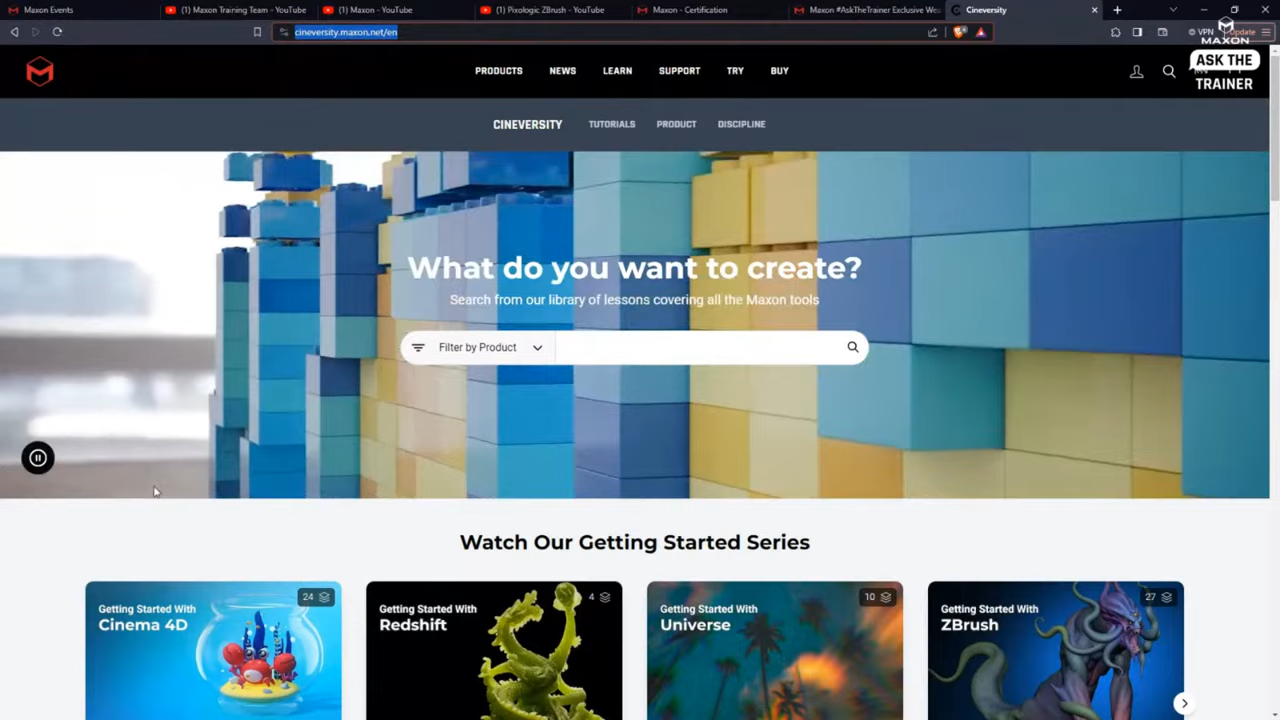 Maxon Events
(1) Maxon Training Team - YouTube
(1) Maxon - YouTube
(1) Pixologic ZBrush - YouTube
Maxon - Certification
Maxon #AskTheTrainer Exclusive We
Cineversity
cineversity.maxon.net/en
VPN
Update
MAXON
ASK THE
TRAINER
PRODUCTS
NEWS
LEARN
SUPPORT
TRY
BUY
CINEVERSITY
TUTORIALS
PRODUCT
DISCIPLINE
What do you want to create?
Search from our library of lessons covering all the Maxon tools
Filter by Product
Watch Our Getting Started Series
Getting Started With
Cinema 4D
24
Getting Started With
Redshift
4
Getting Started With
Universe
10
Getting Started With
ZBrush
27